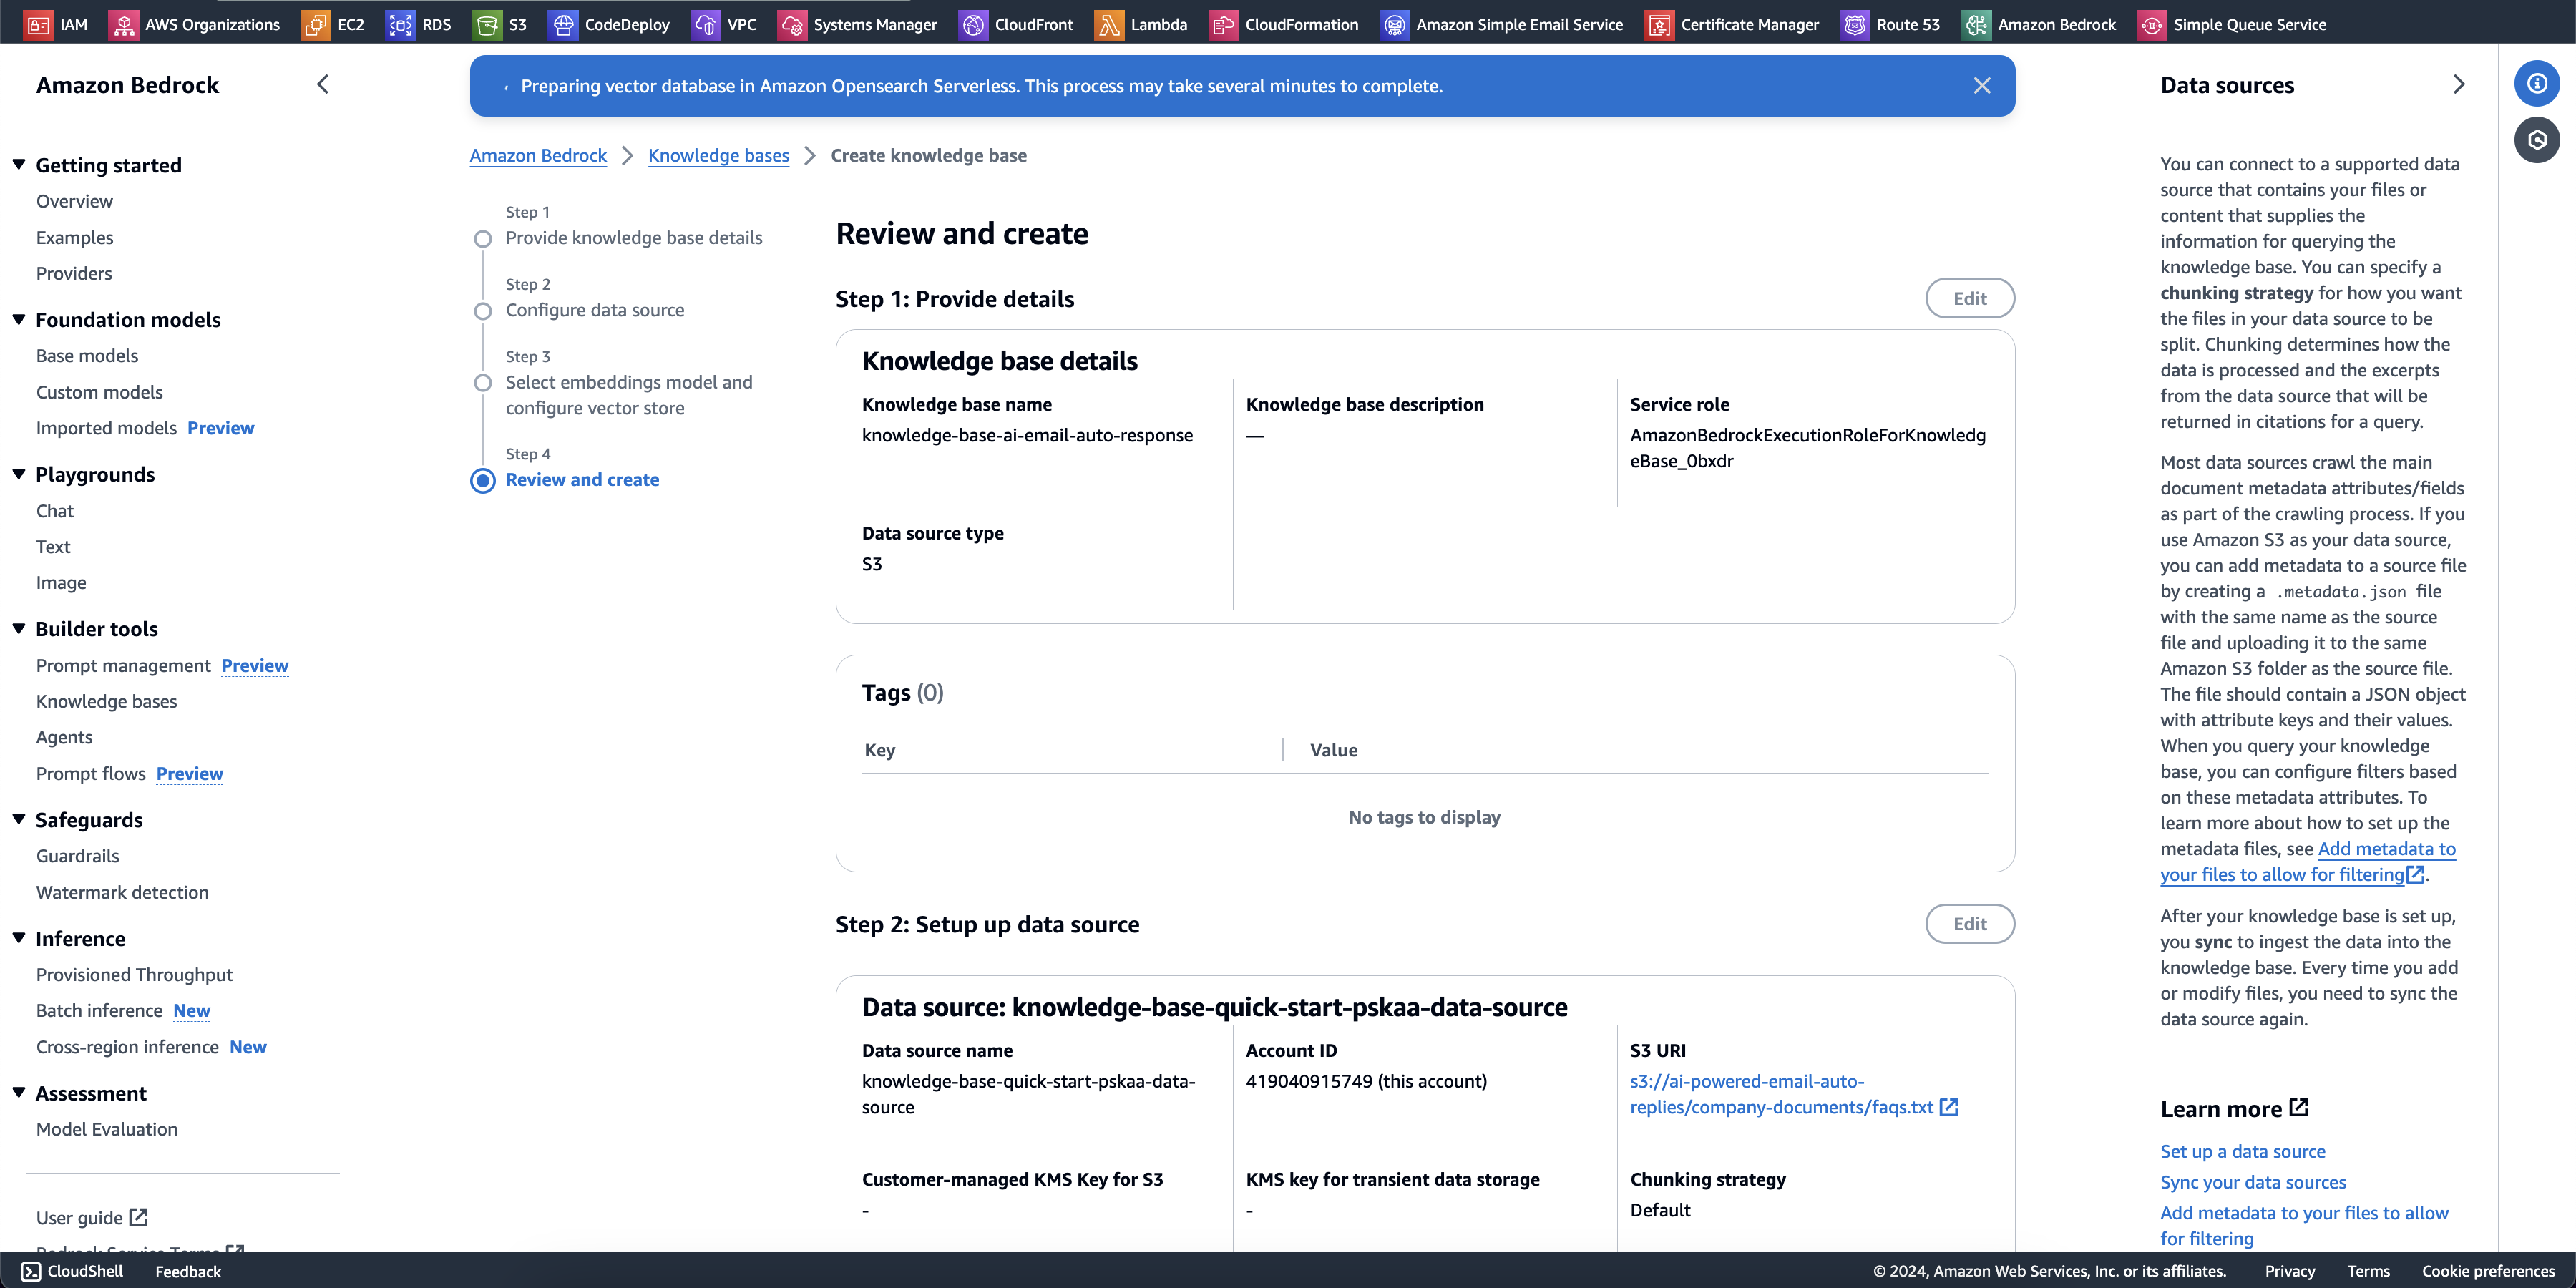 IAM AWS Organizations EC2 RDS S3 CodeDeploy VPC Systems Manager CloudFront Lambda CloudFormation Amazon Simple Email Service Certificate Manager Route 53 Amazon Bedrock Simple Queue Service
Amazon Bedrock
Getting started
Overview
Examples
Providers
Foundation models
Base models
Custom models
Imported models Preview
Playgrounds
Chat
Text
Image
Builder tools
Prompt management Preview
Knowledge bases
Agents
Prompt flows Preview
Safeguards
Guardrails
Watermark detection
Inference
Provisioned Throughput
Batch inference New
Cross-region inference New
Assessment
Model Evaluation
User guide
Bedrock Service Terms
Preparing vector database in Amazon Opensearch Serverless. This process may take several minutes to complete.
Amazon Bedrock > Knowledge bases > Create knowledge base
Step 1
Provide knowledge base details
Step 2
Configure data source
Step 3
Select embeddings model and
configure vector store
Step 4
Review and create
Review and create
Step 1: Provide details
Edit
Knowledge base details
Knowledge base name
knowledge-base-ai-email-auto-response
Knowledge base description
—
Service role
AmazonBedrockExecutionRoleForKnowledg
eBase_0bxdr
Data source type
S3
Tags (0)
Key Value
No tags to display
Step 2: Setup up data source
Edit
Data source: knowledge-base-quick-start-pskaa-data-source
Data source name
knowledge-base-quick-start-pskaa-data-
source
Account ID
419040915749 (this account)
S3 URI
s3://ai-powered-email-auto-
replies/company-documents/faqs.txt
Customer-managed KMS Key for S3
-
KMS key for transient data storage
-
Chunking strategy
Default
Data sources
You can connect to a supported data
source that contains your files or
content that supplies the
information for querying the
knowledge base. You can specify a
chunking strategy for how you want
the files in your data source to be
split. Chunking determines how the
data is processed and the excerpts
from the data source that will be
returned in citations for a query.
Most data sources crawl the main
document metadata attributes/fields
as part of the crawling process. If you
use Amazon S3 as your data source,
you can add metadata to a source file
by creating a .metadata.json file
with the same name as the source
file and uploading it to the same
Amazon S3 folder as the source file.
The file should contain a JSON object
with attribute keys and their values.
When you query your knowledge
base, you can configure filters based
on these metadata attributes. To
learn more about how to set up the
metadata files, see Add metadata to
your files to allow for filtering.
After your knowledge base is set up,
you sync to ingest the data into the
knowledge base. Every time you add
or modify files, you need to sync the
data source again.
Learn more
Set up a data source
Sync your data sources
Add metadata to your files to allow
for filtering
CloudShell Feedback © 2024, Amazon Web Services, Inc. or its affiliates. Privacy Terms Cookie preferences